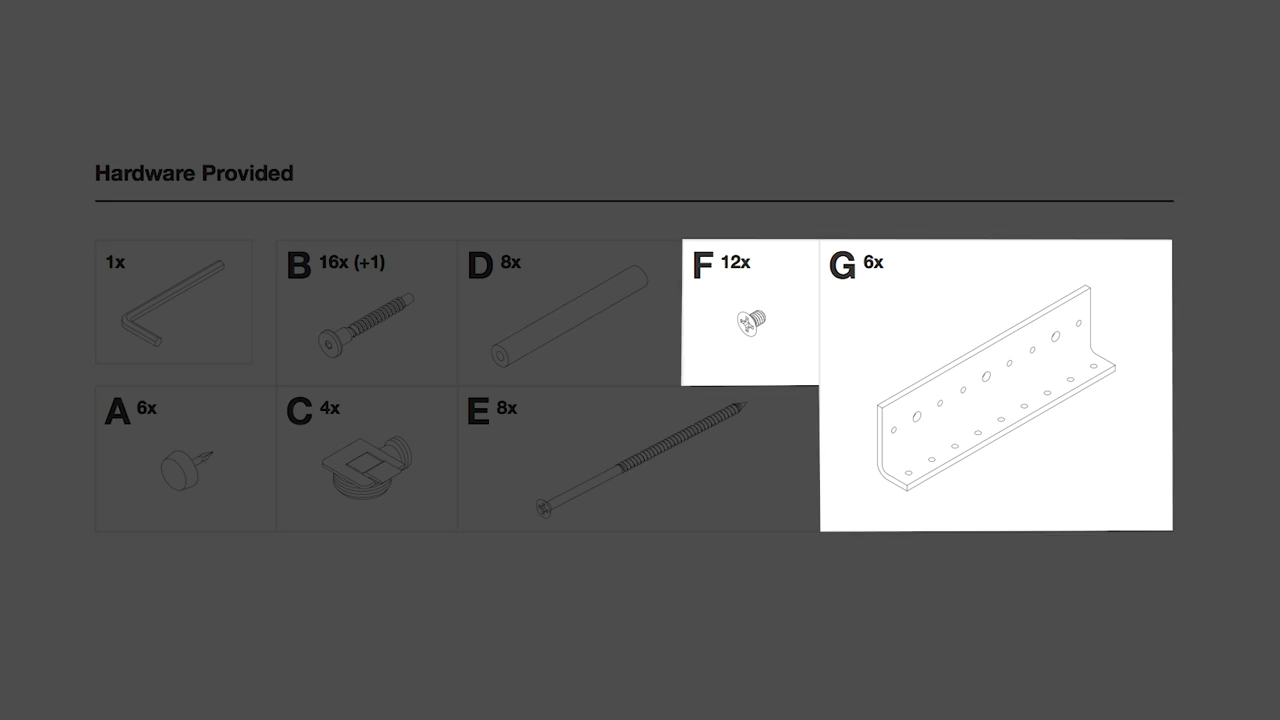 Hardware Provided
1x
B 16x (+1)
D 8x
F 12x
G 6x
A 6x
C 4x
E 8x